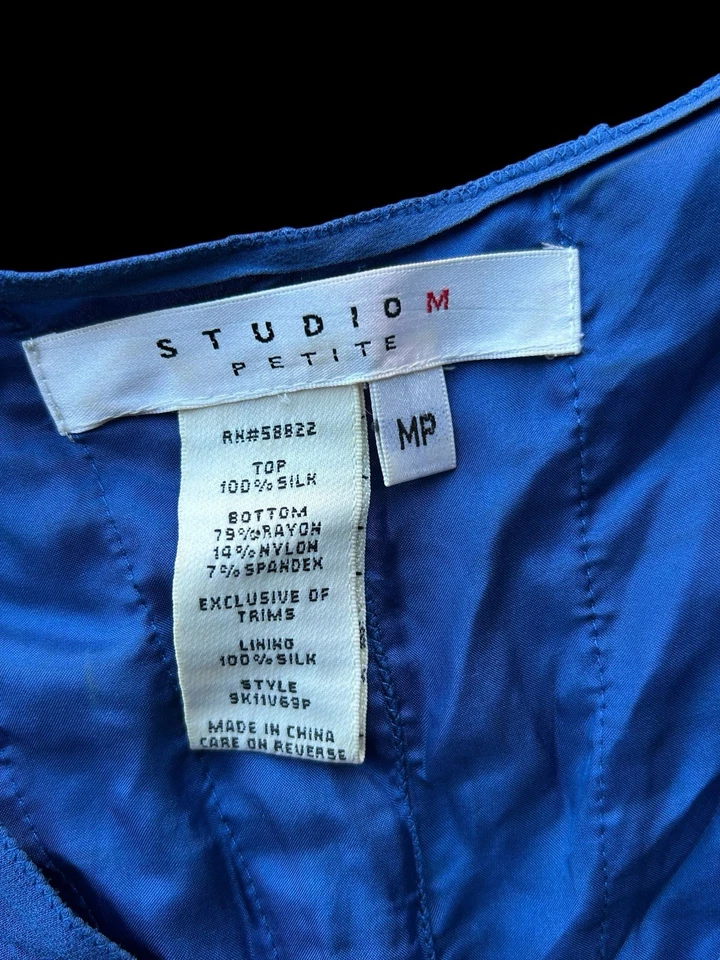 STUDIO M
PETITE
MP
RN#58822
TOP
100% SILK
BOTTOM
79% RAYON
14% NYLON
7% SPANDEX
EXCLUSIVE OF
TRIMS
LINING
100% SILK
STYLE
9K11V69P
MADE IN CHINA
CARE ON REVERSE